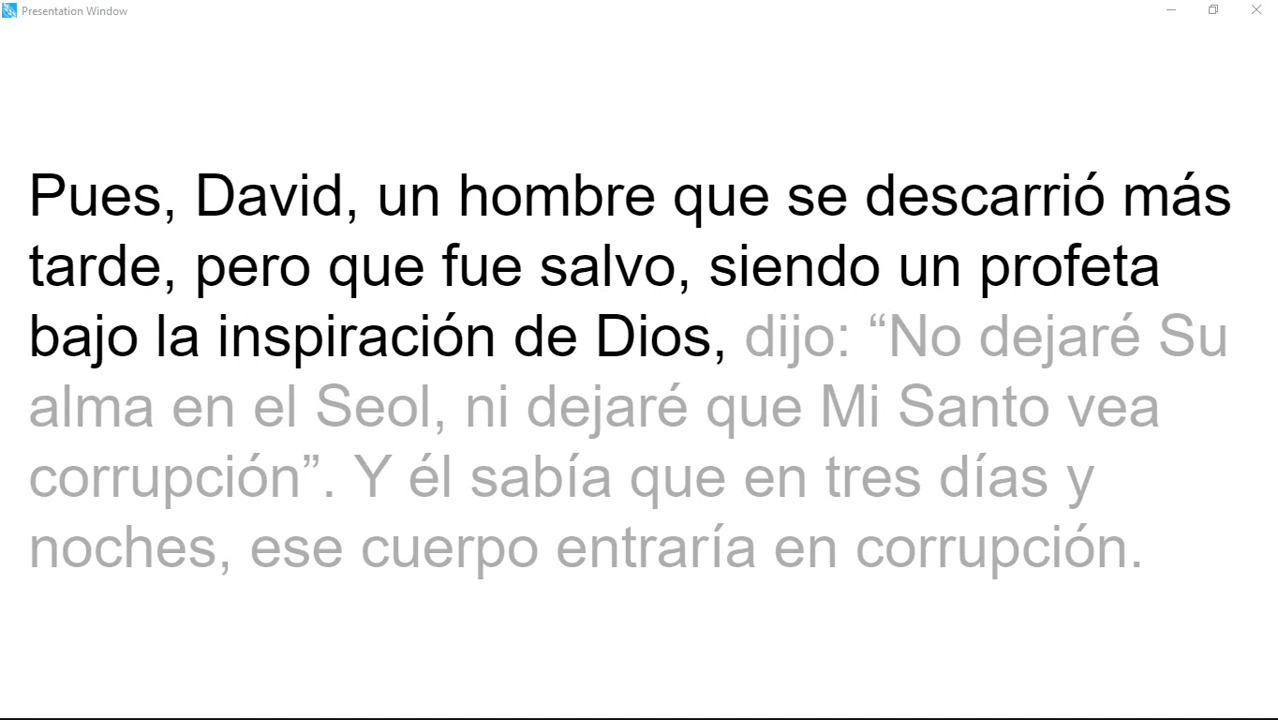 Presentation Window
Pues, David, un hombre que se descarrió más
tarde, pero que fue salvo, siendo un profeta
bajo la inspiración de Dios, dijo: “No dejaré Su
alma en el Seol, ni dejaré que Mi Santo vea
corrupción”. Y él sabía que en tres días y
noches, ese cuerpo entraría en corrupción.